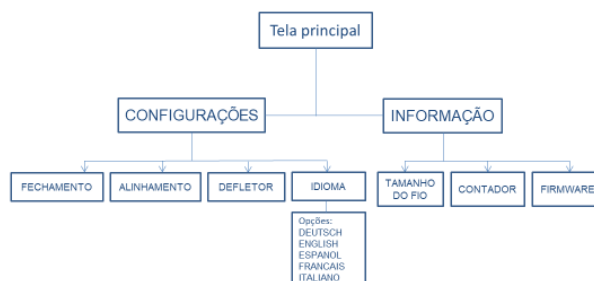 Tela principal
CONFIGURAÇÕES
INFORMAÇÃO
FECHAMENTO
ALINHAMENTO
DEFLETOR
IDIOMA
TAMANHO
DO FIO
CONTADOR
FIRMWARE
Opções:
DEUTSCH
ENGLISH
ESPANOL
FRANCAIS
ITALIANO